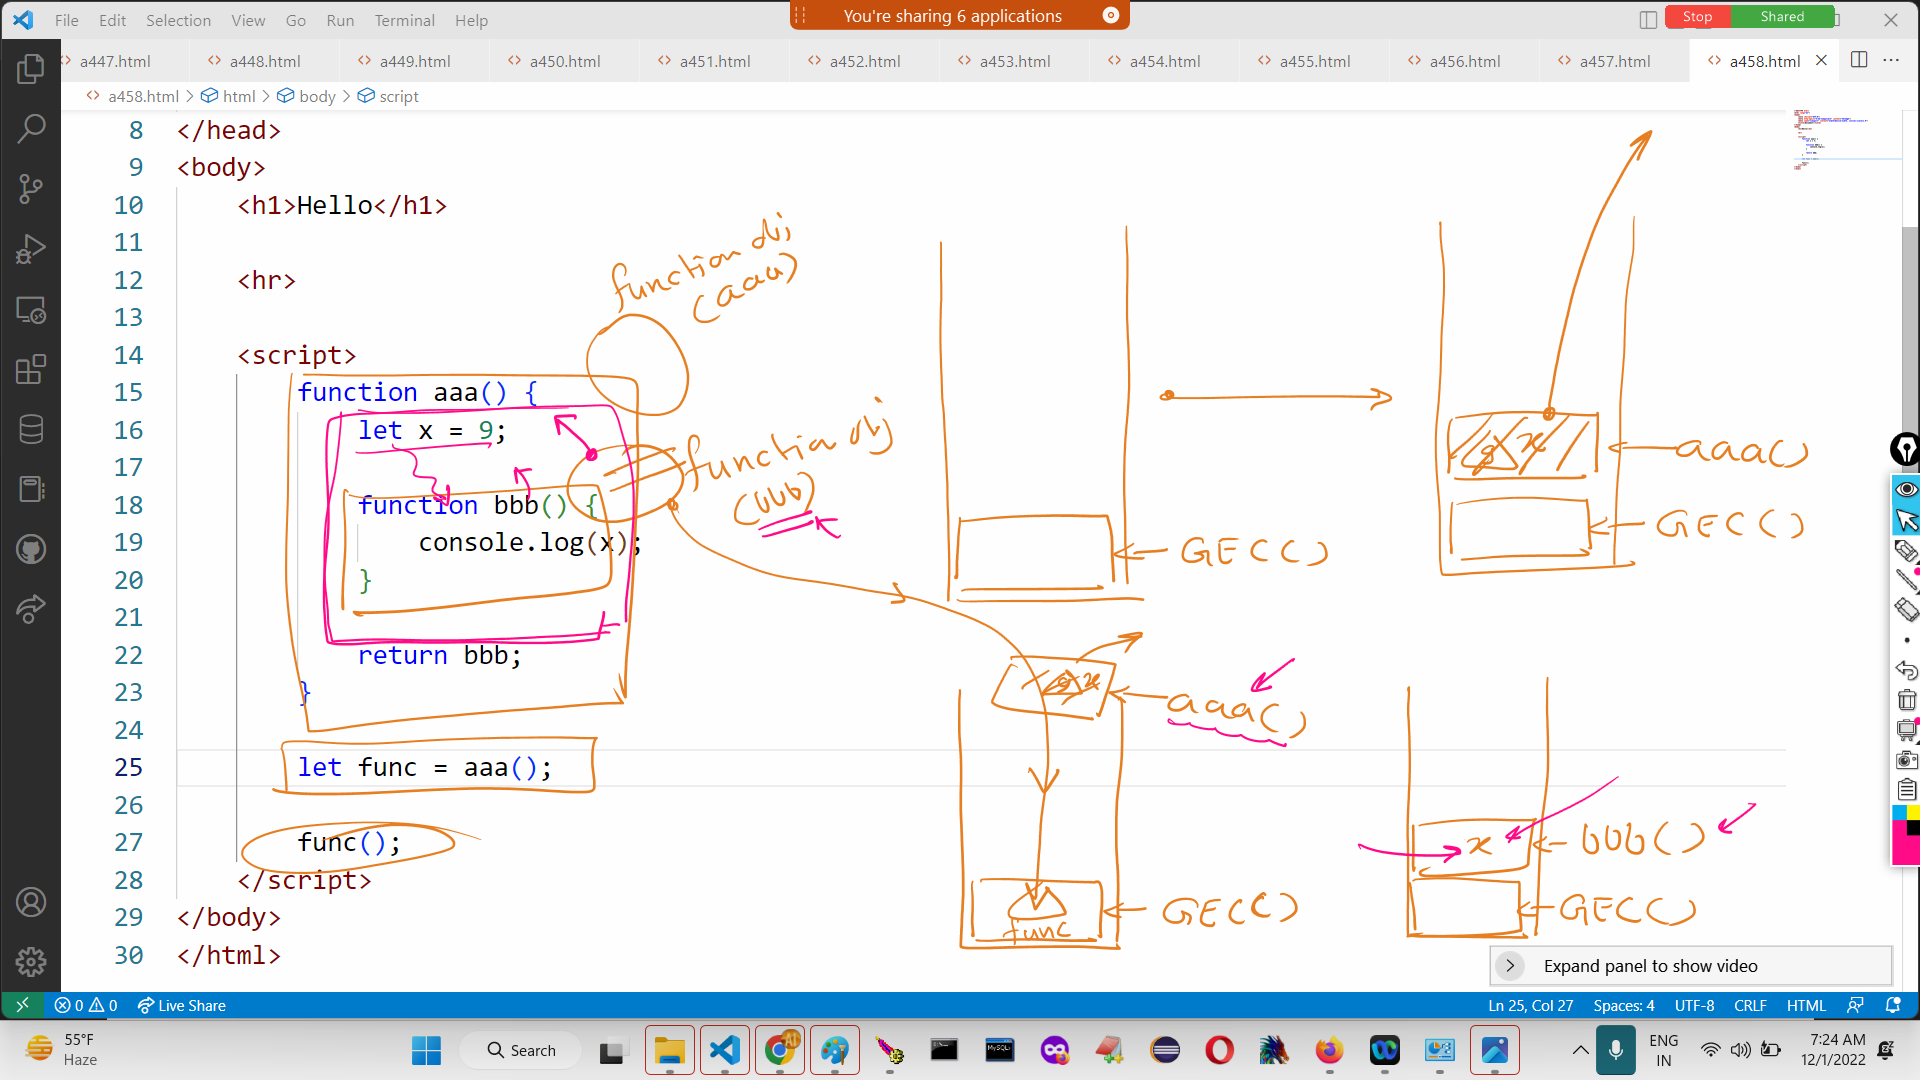 File Edit Selection View Go Run Terminal Help
You're sharing 6 applications
Stop Shared
a447.html a448.html a449.html a450.html a451.html a452.html a453.html a454.html a455.html a456.html a457.html a458.html
a458.html > html > body > script
8 </head>
9 <body>
10 <h1>Hello</h1>
11
12 <hr>
13
14 <script>
15 function aaa() {
16 let x = 9;
17
18 function bbb() {
19 console.log(x);
20 }
21
22 return bbb;
23 }
24
25 let func = aaa();
26
27 func();
28 </script>
29 </body>
30 </html>
function obj
(aaa)
function obj
(bbb)
GEC()
x
aaa()
GEC()
9 x
aaa()
func
GEC()
x
bbb()
GEC()
Expand panel to show video
0 0 Live Share
Ln 25, Col 27 Spaces: 4 UTF-8 CRLF HTML
55°F
Haze
Search
ENG
IN
7:24 AM
12/1/2022